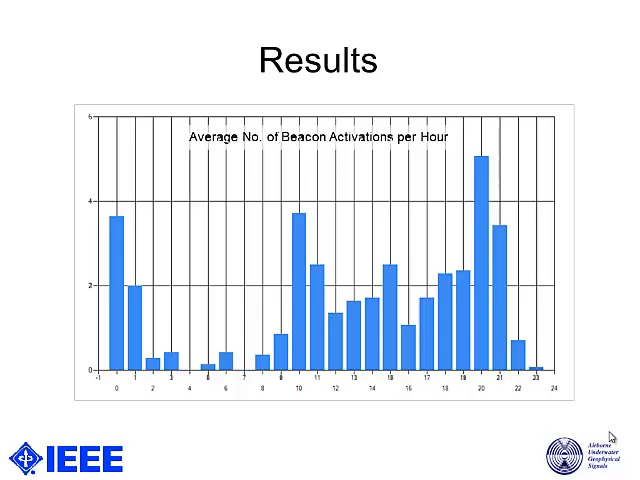 Results
Average No. of Beacon Activations per Hour
6
4
2
0
-1 1 3 5 7 9 11 13 15 17 19 21 23
0 2 4 6 8 10 12 14 16 18 20 22 24
IEEE
Airborne
Underwater
Geophysical
Signals